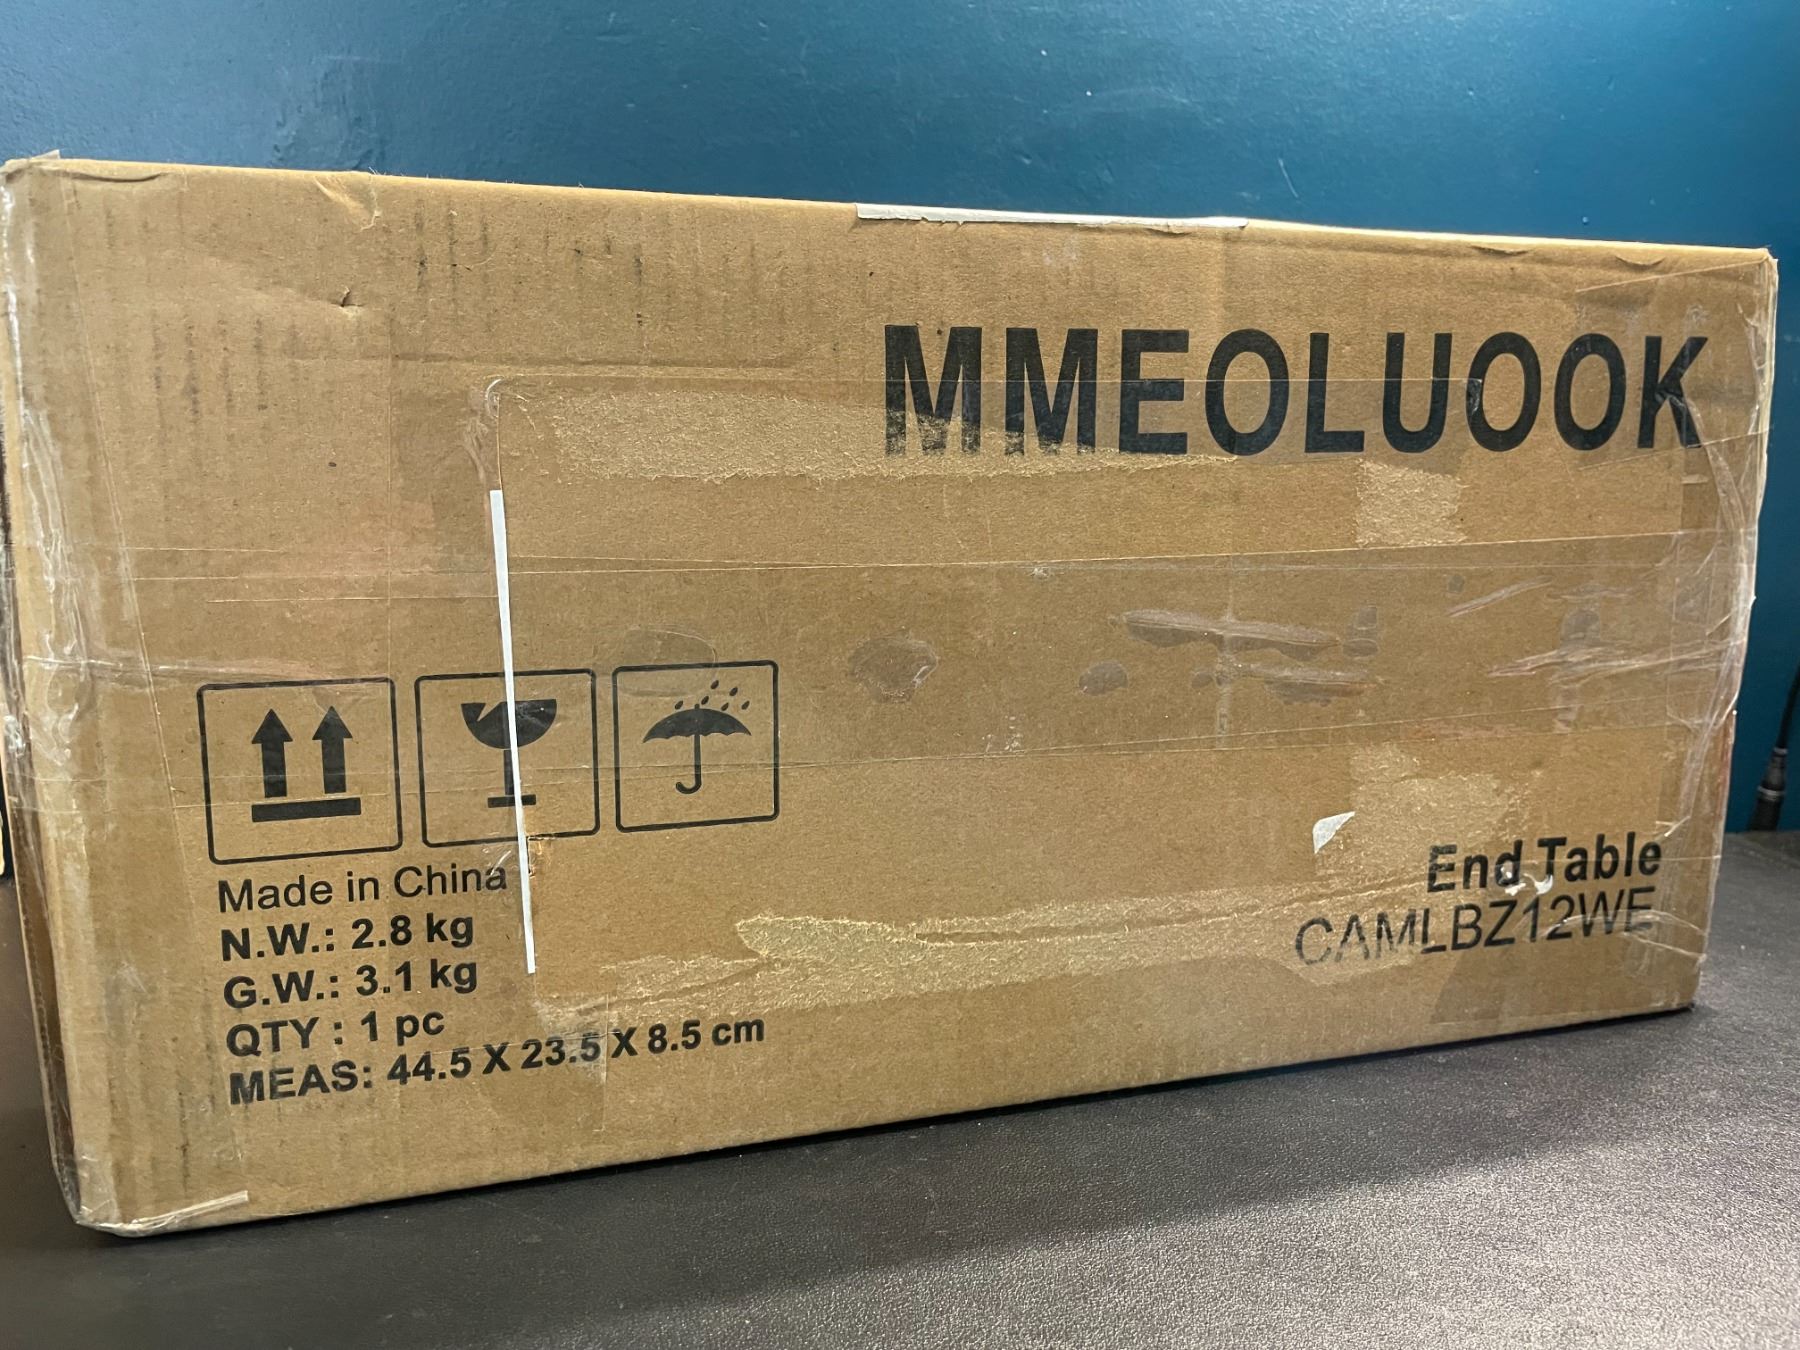 MMEOLUOOK
Made in China
N.W.: 2.8 kg
G.W.: 3.1 kg
QTY : 1 pc
MEAS: 44.5 X 23.5 X 8.5 cm
End Table
CAMLBZ12WE